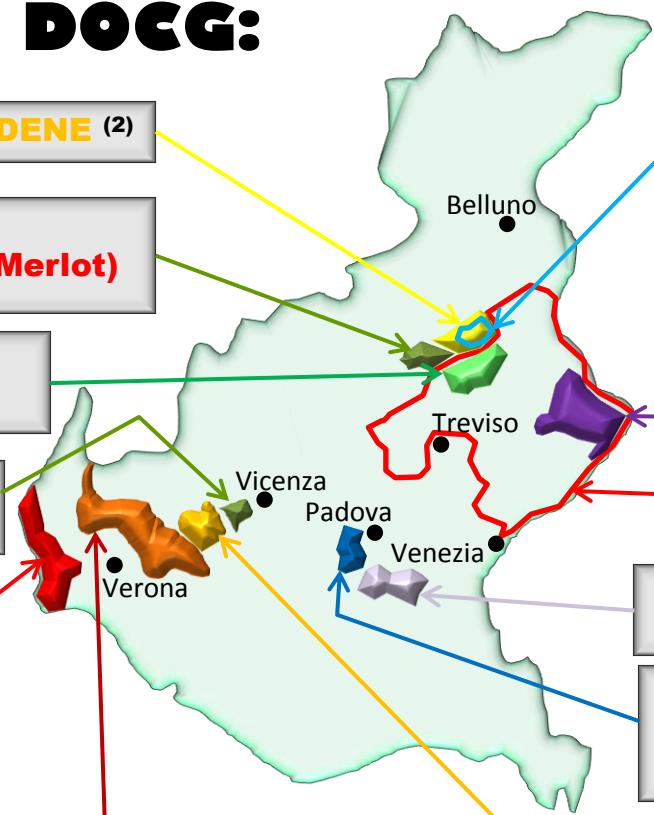 DOCG:
DENE (2)
Merlot)
Belluno
Treviso
Vicenza
Padova
Venezia
Verona